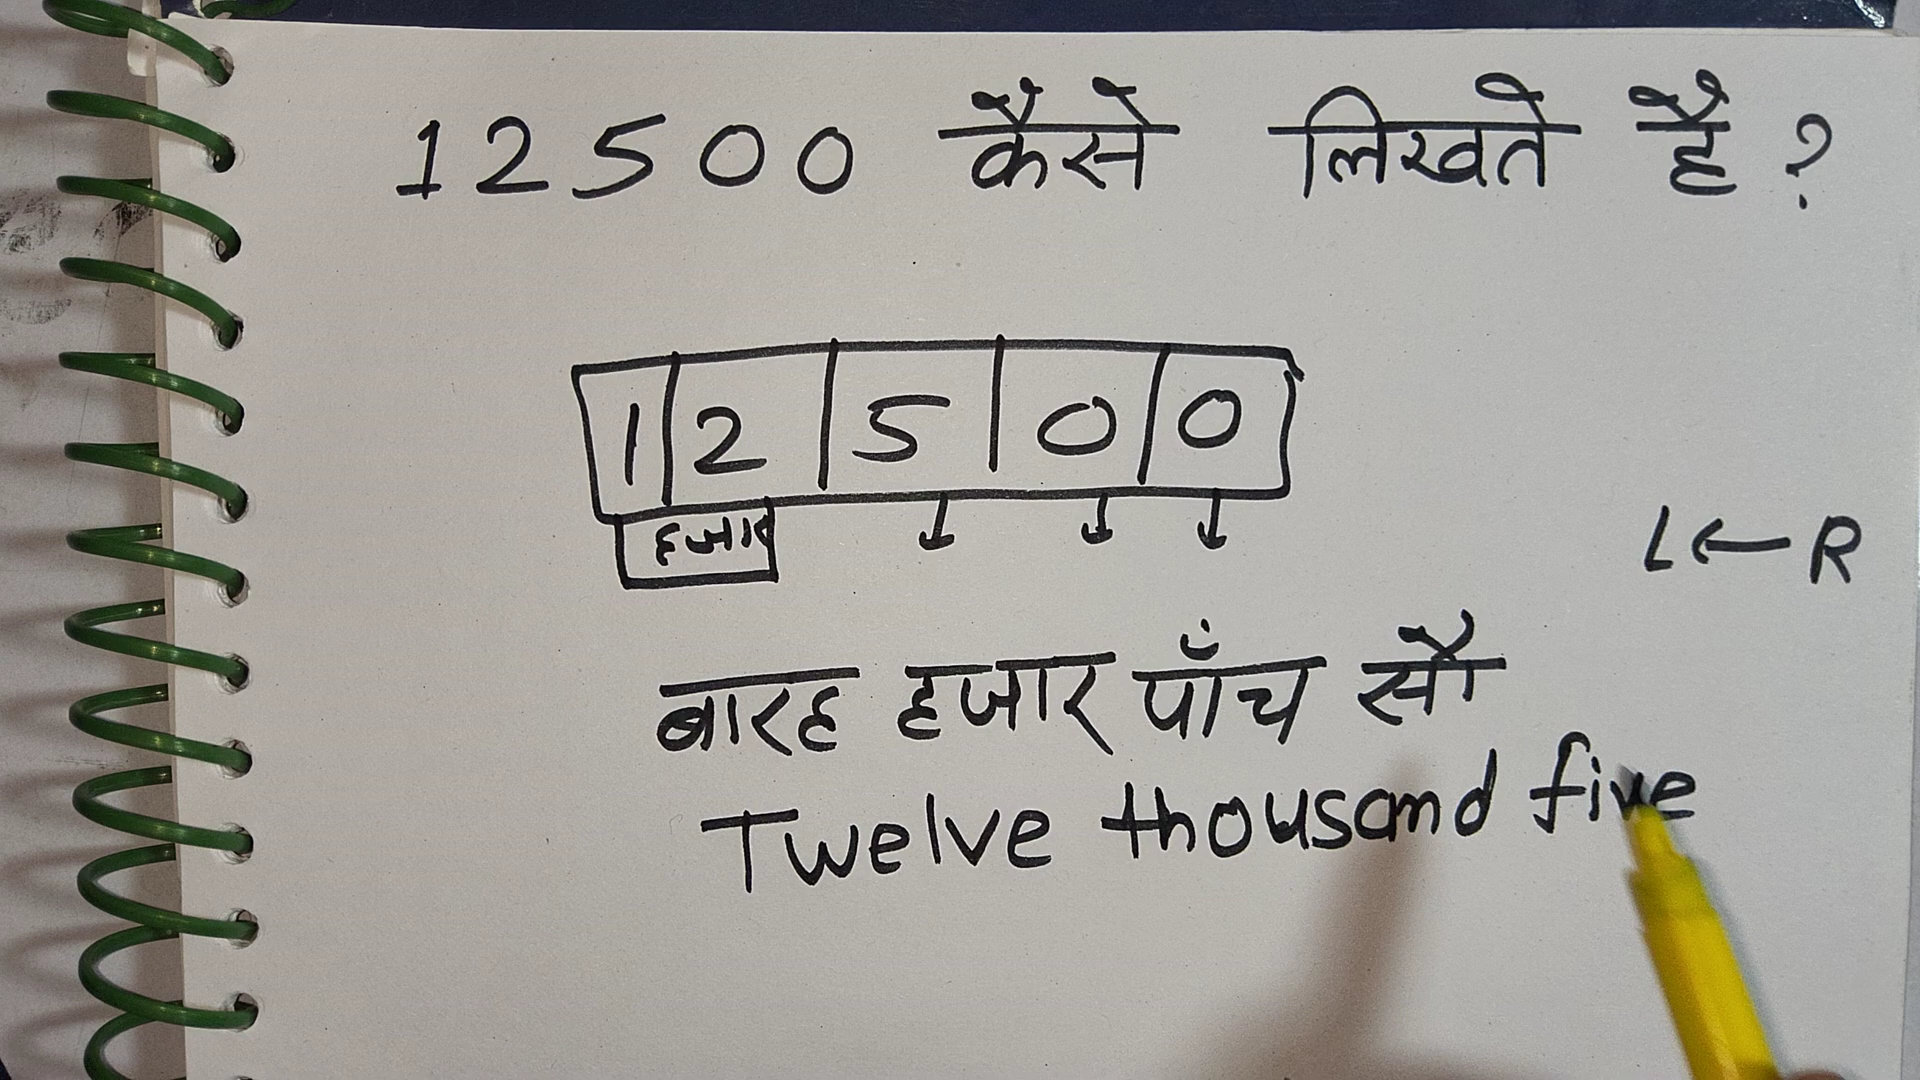 12500 कैसे लिखते है ?
1 2 5 0 0
हजार
L ← R
बारह हजार पाँच सौ
Twelve thousand five